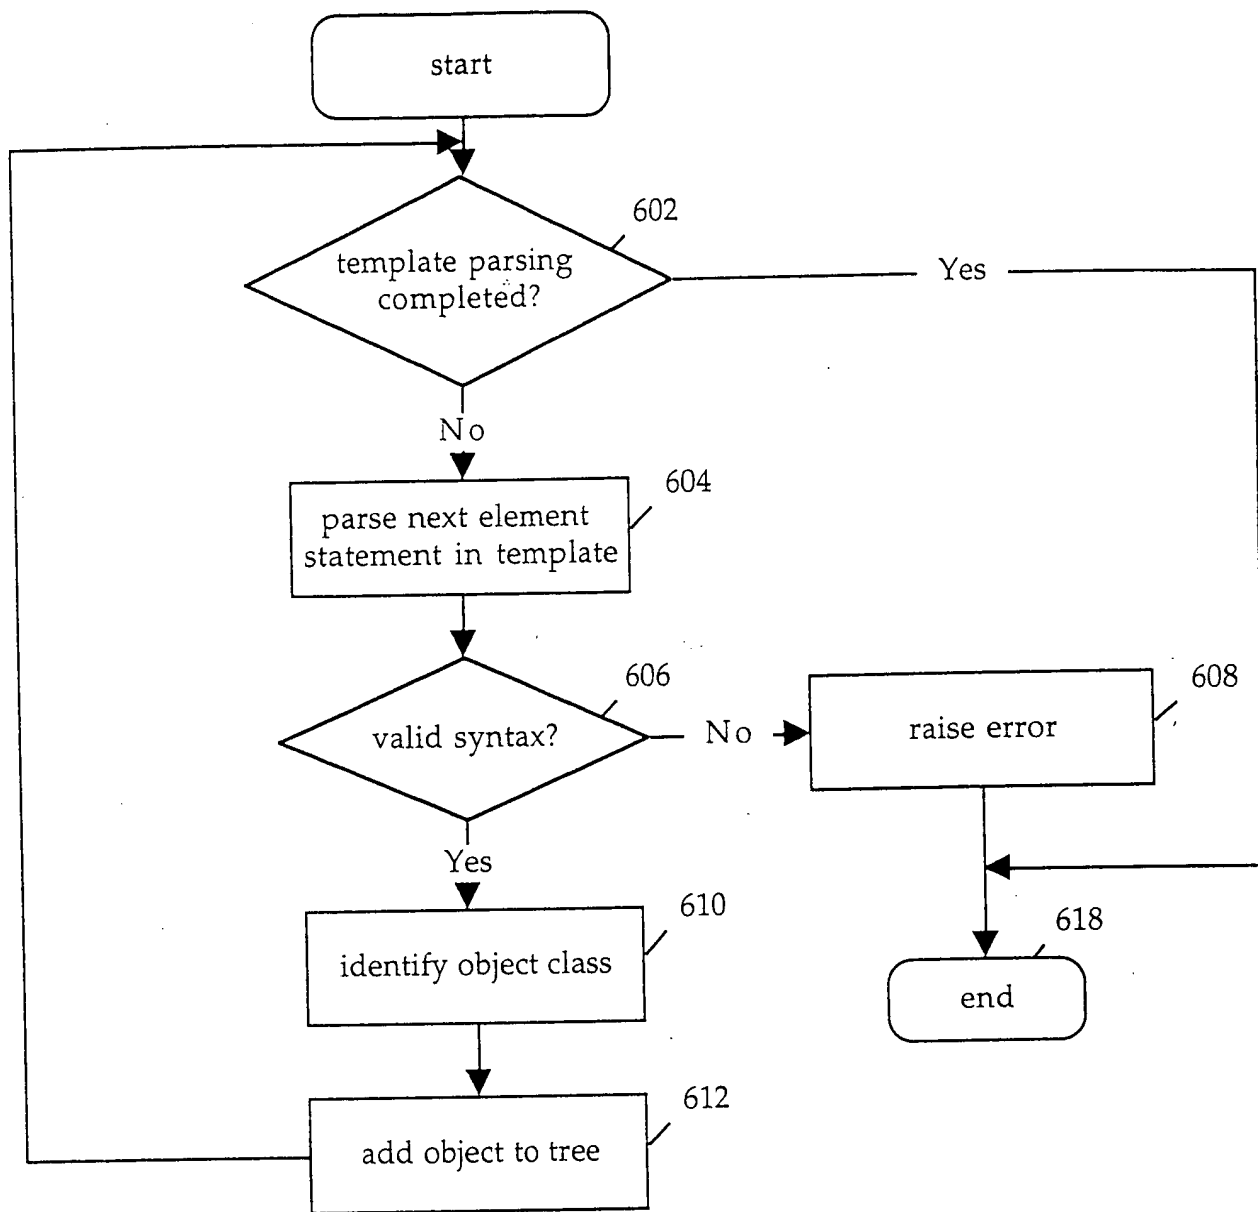 start
602
template parsing
completed?
Yes
No
604
parse next element
statement in template
606
valid syntax?
No
608
raise error
Yes
610
identify object class
618
end
612
add object to tree